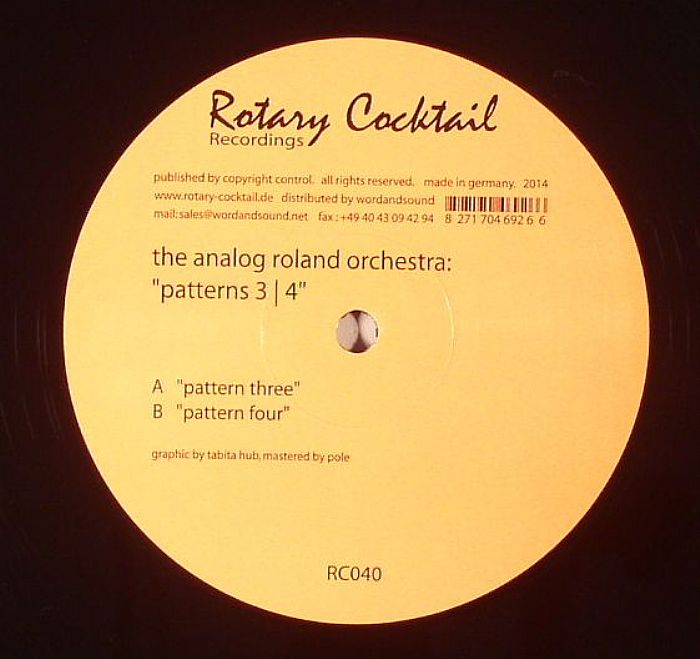 Rotary Cocktail
Recordings
published by copyright control. all rights reserved. made in germany. 2014
www.rotary-cocktail.de distributed by wordandsound
mail: sales@wordandsound.net fax : +49 40 43 09 42 94 8 271704 6926 6
the analog roland orchestra:
"patterns 3 | 4"
A "pattern three"
B "pattern four"
graphic by tabita hub, mastered by pole
RC040